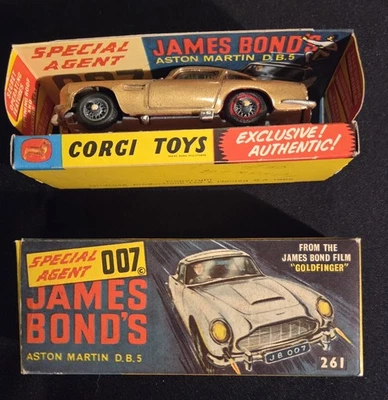 SPECIAL AGENT
007
JAMES BOND'S
ASTON MARTIN D.B.5
CORGI TOYS
EXCLUSIVE!
AUTHENTIC!
SPECIAL
AGENT
007©
JAMES
BOND'S
ASTON MARTIN D.B.5
FROM THE
JAMES BOND FILM
"GOLDFINGER"
JB 007
261